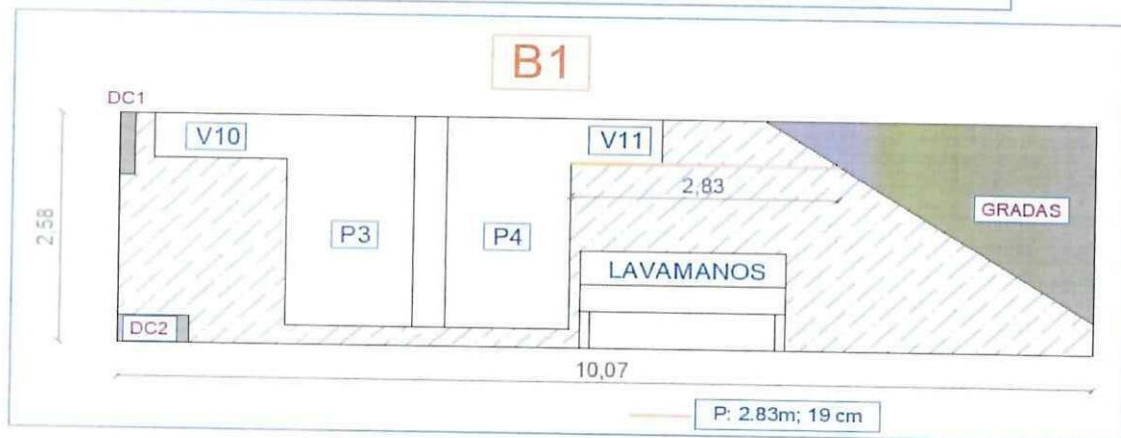 B1
DC1
V10
V11
2,83
2,58
P3
P4
GRADAS
LAVAMANOS
DC2
10,07
P: 2.83m; 19 cm